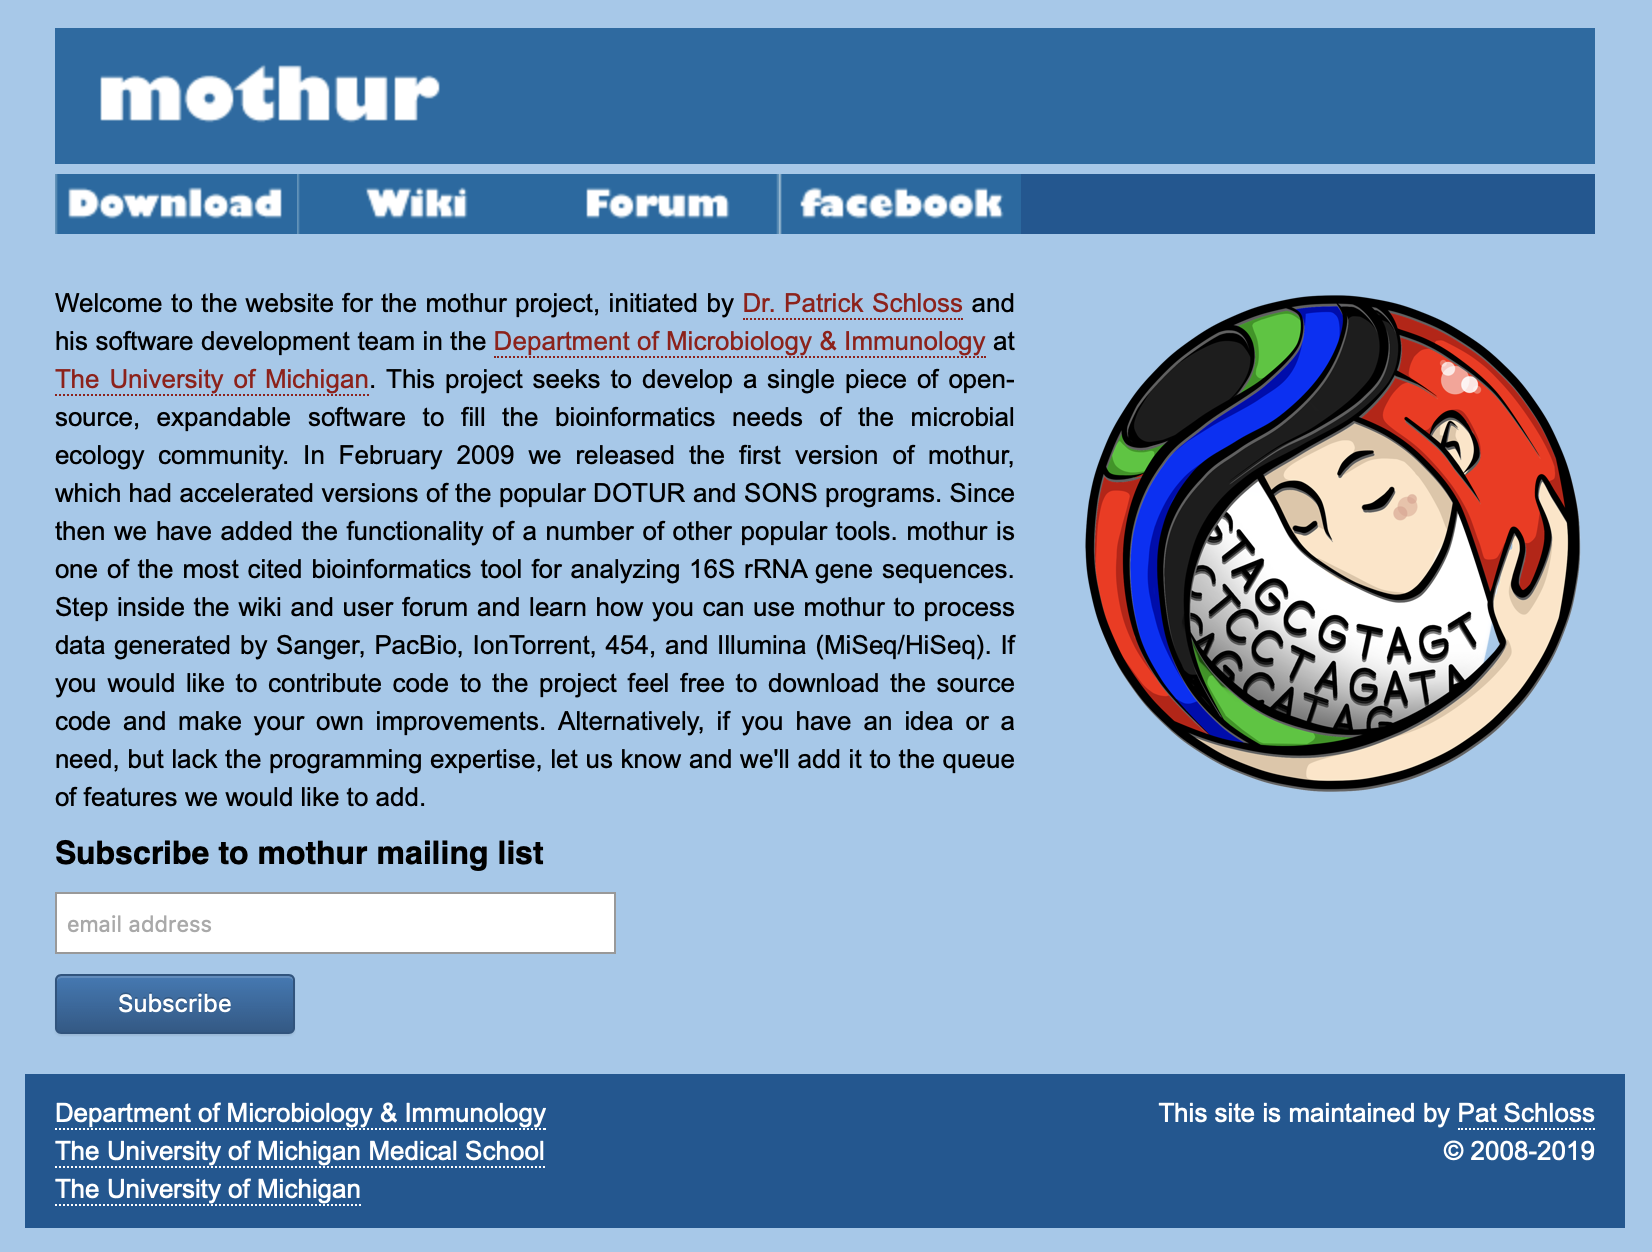 mothur
Download Wiki Forum facebook
Welcome to the website for the mothur project, initiated by Dr. Patrick Schloss and
his software development team in the Department of Microbiology & Immunology at
The University of Michigan. This project seeks to develop a single piece of open-
source, expandable software to fill the bioinformatics needs of the microbial
ecology community. In February 2009 we released the first version of mothur,
which had accelerated versions of the popular DOTUR and SONS programs. Since
then we have added the functionality of a number of other popular tools. mothur is
one of the most cited bioinformatics tool for analyzing 16S rRNA gene sequences.
Step inside the wiki and user forum and learn how you can use mothur to process
data generated by Sanger, PacBio, IonTorrent, 454, and Illumina (MiSeq/HiSeq). If
you would like to contribute code to the project feel free to download the source
code and make your own improvements. Alternatively, if you have an idea or a
need, but lack the programming expertise, let us know and we'll add it to the queue
of features we would like to add.
STAGCGTAGT
CTCCTAGATA
AGCATAG
Subscribe to mothur mailing list
email address
Subscribe
Department of Microbiology & Immunology
The University of Michigan Medical School
The University of Michigan
This site is maintained by Pat Schloss
© 2008-2019